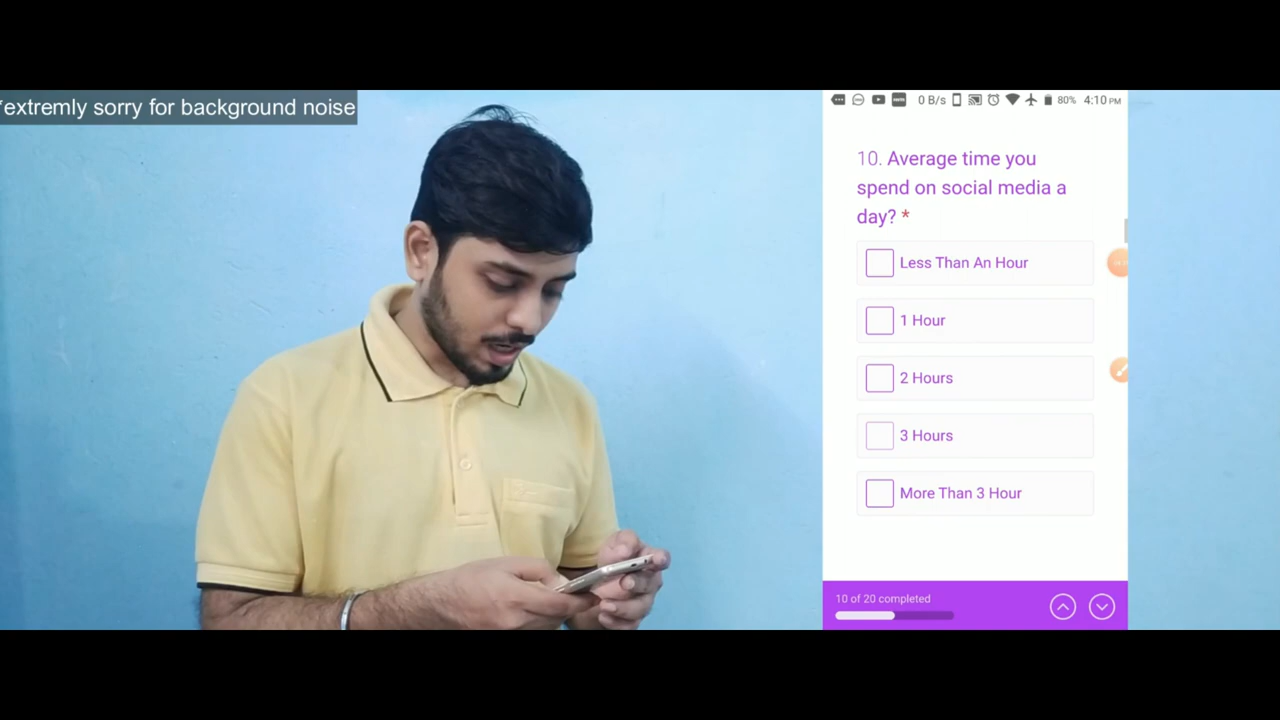 *extremly sorry for background noise
0 B/s 80% 4:10 PM
10. Average time you
spend on social media a
day? *
Less Than An Hour
1 Hour
2 Hours
3 Hours
More Than 3 Hour
10 of 20 completed